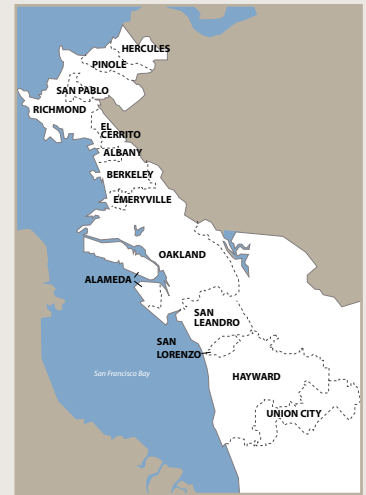 HERCULES
PINOLE
SAN PABLO
RICHMOND
EL
CERRITO
ALBANY
BERKELEY
EMERYVILLE
OAKLAND
ALAMEDA
SAN
LEANDRO
SAN
LORENZO
San Francisco Bay
HAYWARD
UNION CITY